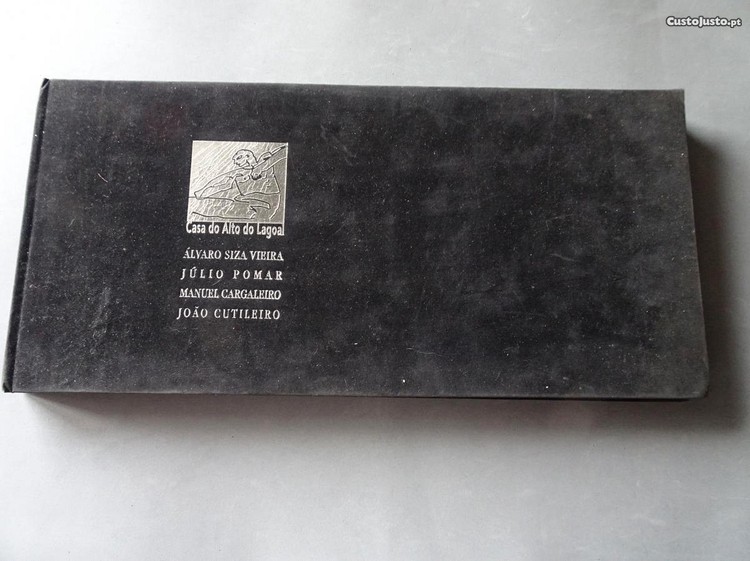 CustoJusto.pt
Casa do Alto do Lagoal
ÁLVARO SIZA VIEIRA
JÚLIO POMAR
MANUEL CARGALEIRO
JOÃO CUTILEIRO